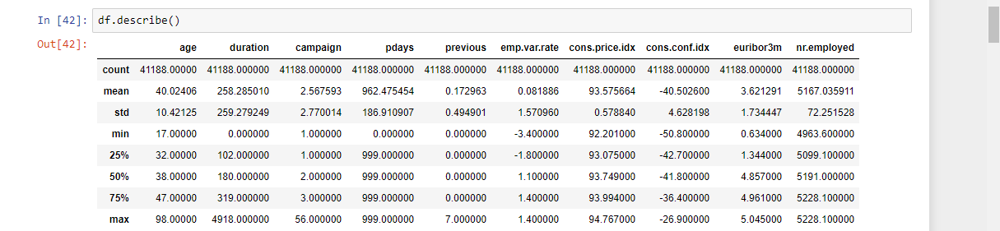 In [42]: df.describe()
Out[42]:
age duration campaign pdays previous emp.var.rate cons.price.idx cons.conf.idx euribor3m nr.employed
count 41188.00000 41188.000000 41188.000000 41188.000000 41188.000000 41188.000000 41188.000000 41188.000000 41188.000000 41188.000000
mean 40.02406 258.285010 2.567593 962.475454 0.172963 0.081886 93.575664 -40.502600 3.621291 5167.035911
std 10.42125 259.279249 2.770014 186.910907 0.494901 1.570960 0.578840 4.628198 1.734447 72.251528
min 17.00000 0.000000 1.000000 0.000000 0.000000 -3.400000 92.201000 -50.800000 0.634000 4963.600000
25% 32.00000 102.000000 1.000000 999.000000 0.000000 -1.800000 93.075000 -42.700000 1.344000 5099.100000
50% 38.00000 180.000000 2.000000 999.000000 0.000000 1.100000 93.749000 -41.800000 4.857000 5191.000000
75% 47.00000 319.000000 3.000000 999.000000 0.000000 1.400000 93.994000 -36.400000 4.961000 5228.100000
max 98.00000 4918.000000 56.000000 999.000000 7.000000 1.400000 94.767000 -26.900000 5.045000 5228.100000